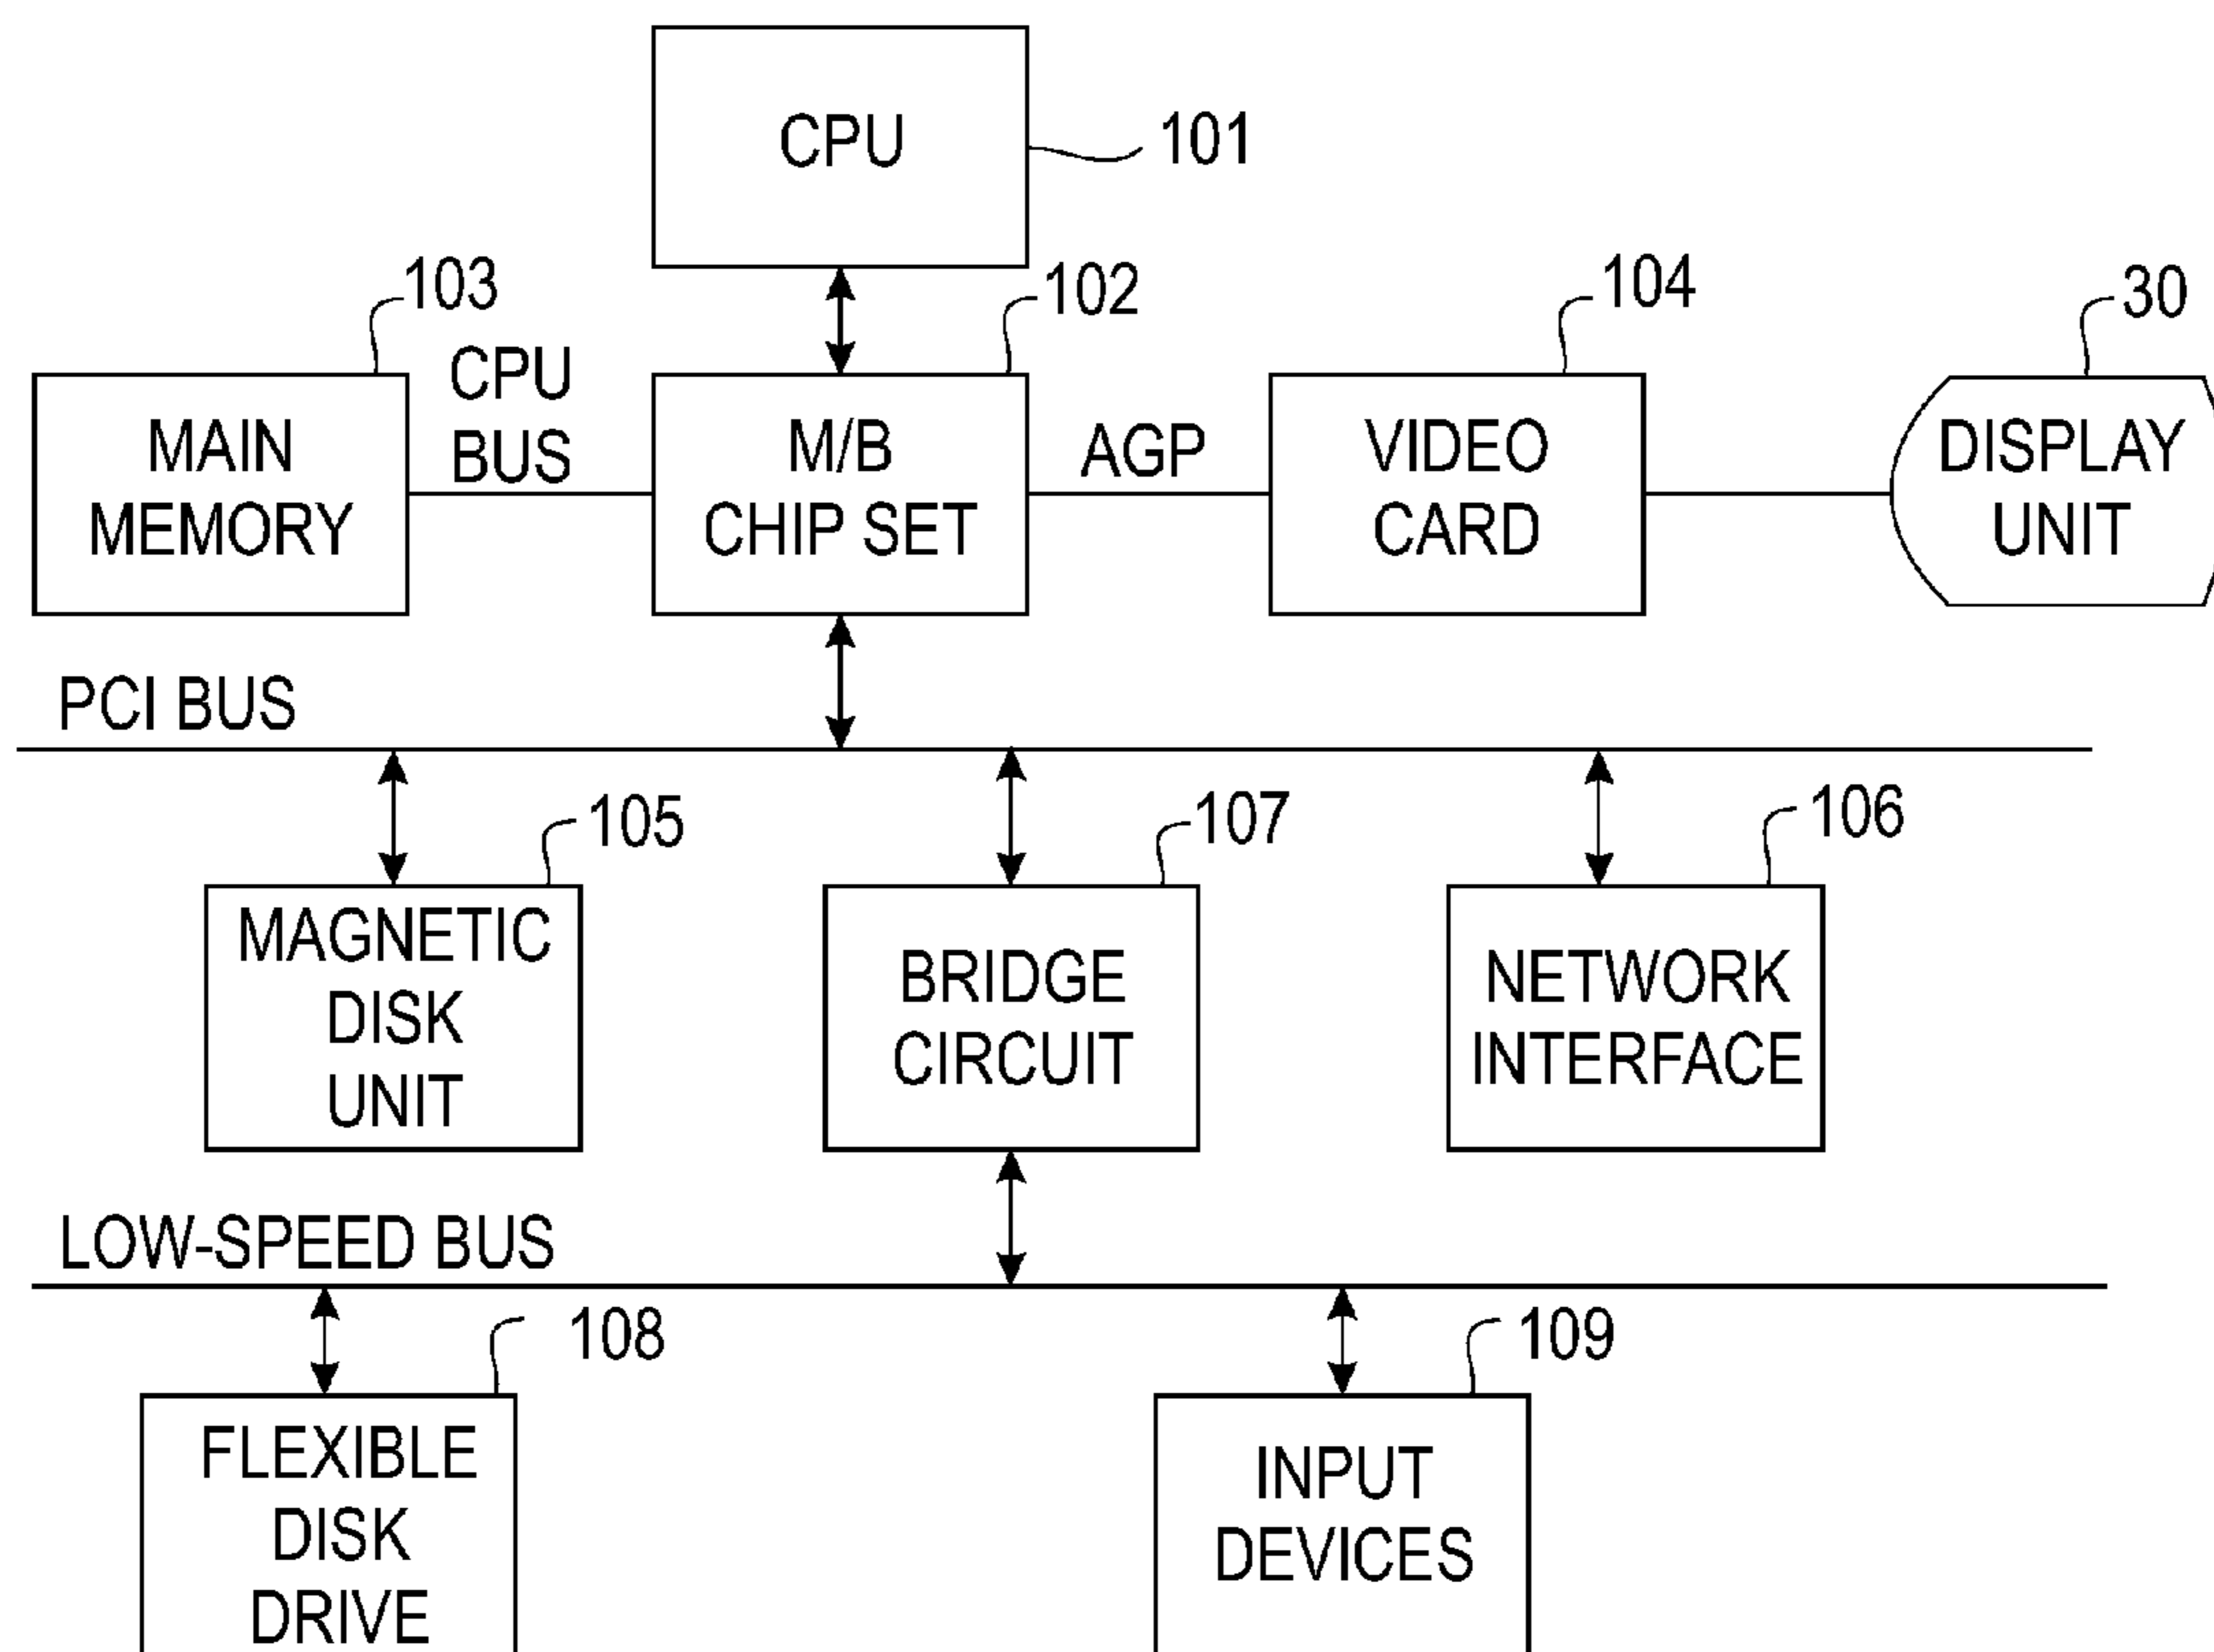 CPU
101
103
102
104
30
CPU
BUS
MAIN
MEMORY
M/B
CHIP SET
AGP
VIDEO
CARD
DISPLAY
UNIT
PCI BUS
105
107
106
MAGNETIC
DISK
UNIT
BRIDGE
CIRCUIT
NETWORK
INTERFACE
LOW-SPEED BUS
108
109
FLEXIBLE
DISK
DRIVE
INPUT
DEVICES